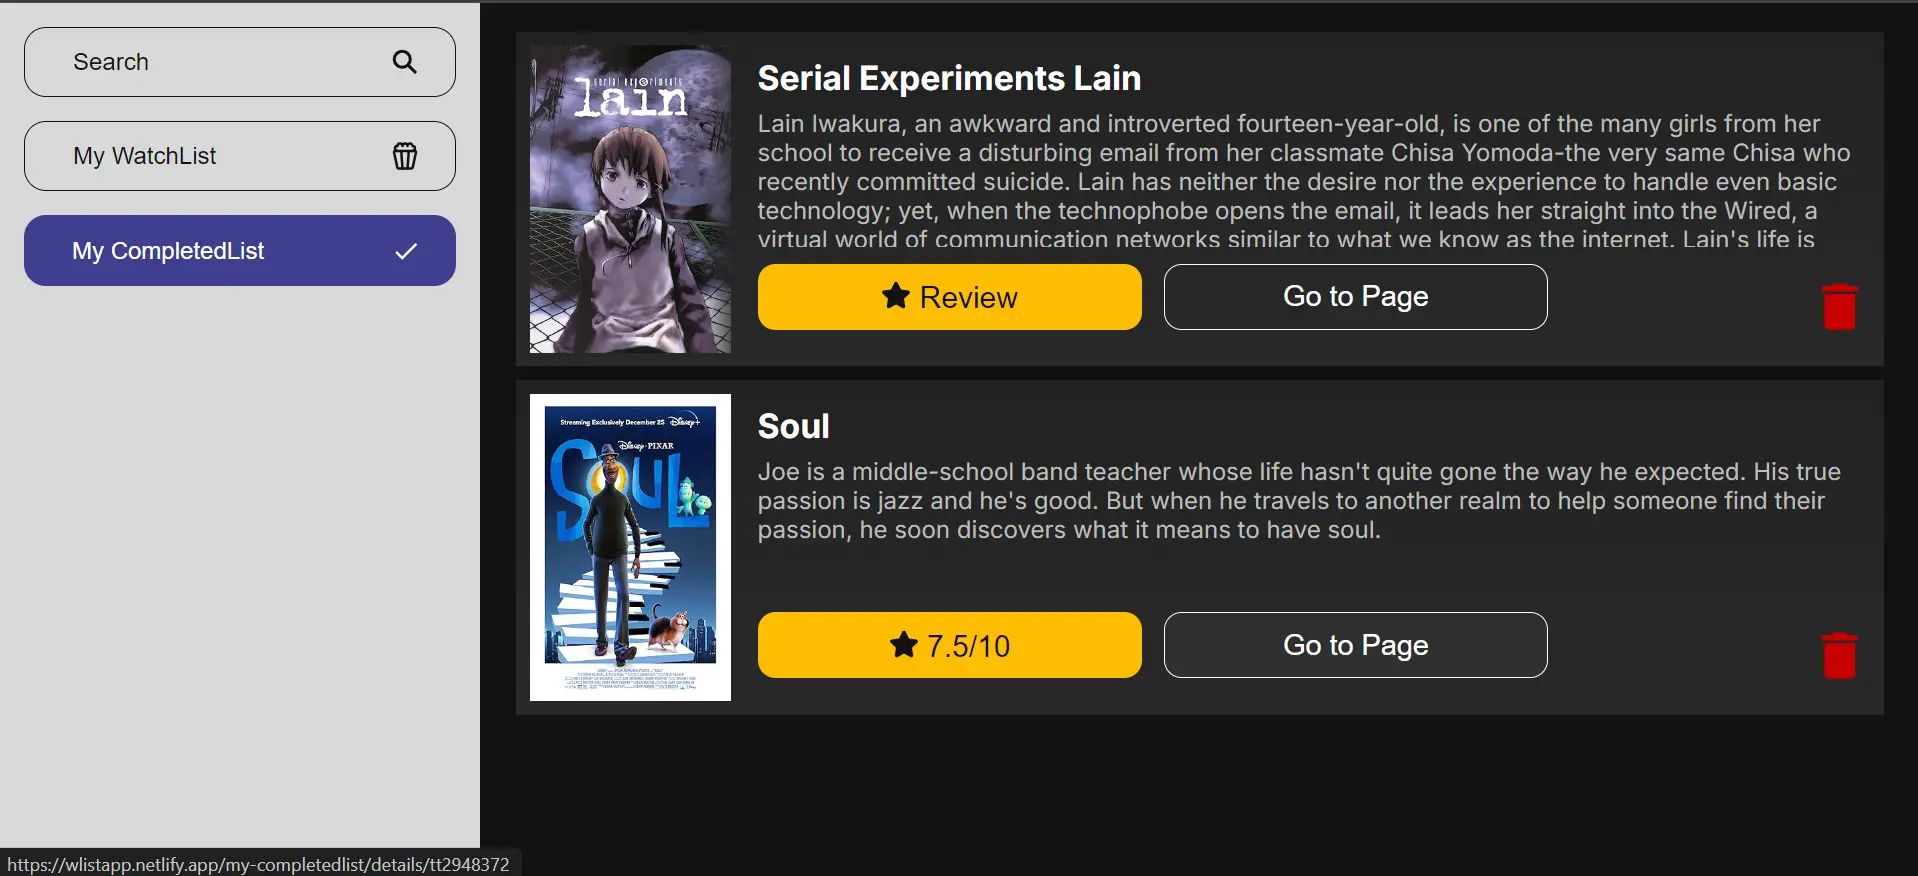 Search
My WatchList
My CompletedList
serial experiments
lain
Serial Experiments Lain
Lain Iwakura, an awkward and introverted fourteen-year-old, is one of the many girls from her
school to receive a disturbing email from her classmate Chisa Yomoda-the very same Chisa who
recently committed suicide. Lain has neither the desire nor the experience to handle even basic
technology; yet, when the technophobe opens the email, it leads her straight into the Wired, a
virtual world of communication networks similar to what we know as the internet. Lain's life is
Review
Go to Page
Streaming Exclusively December 25 Disney+
Disney PIXAR
SOUL
Soul
Joe is a middle-school band teacher whose life hasn't quite gone the way he expected. His true
passion is jazz and he's good. But when he travels to another realm to help someone find their
passion, he soon discovers what it means to have soul.
7.5/10
Go to Page
https://wlistapp.netlify.app/my-completedlist/details/tt2948372